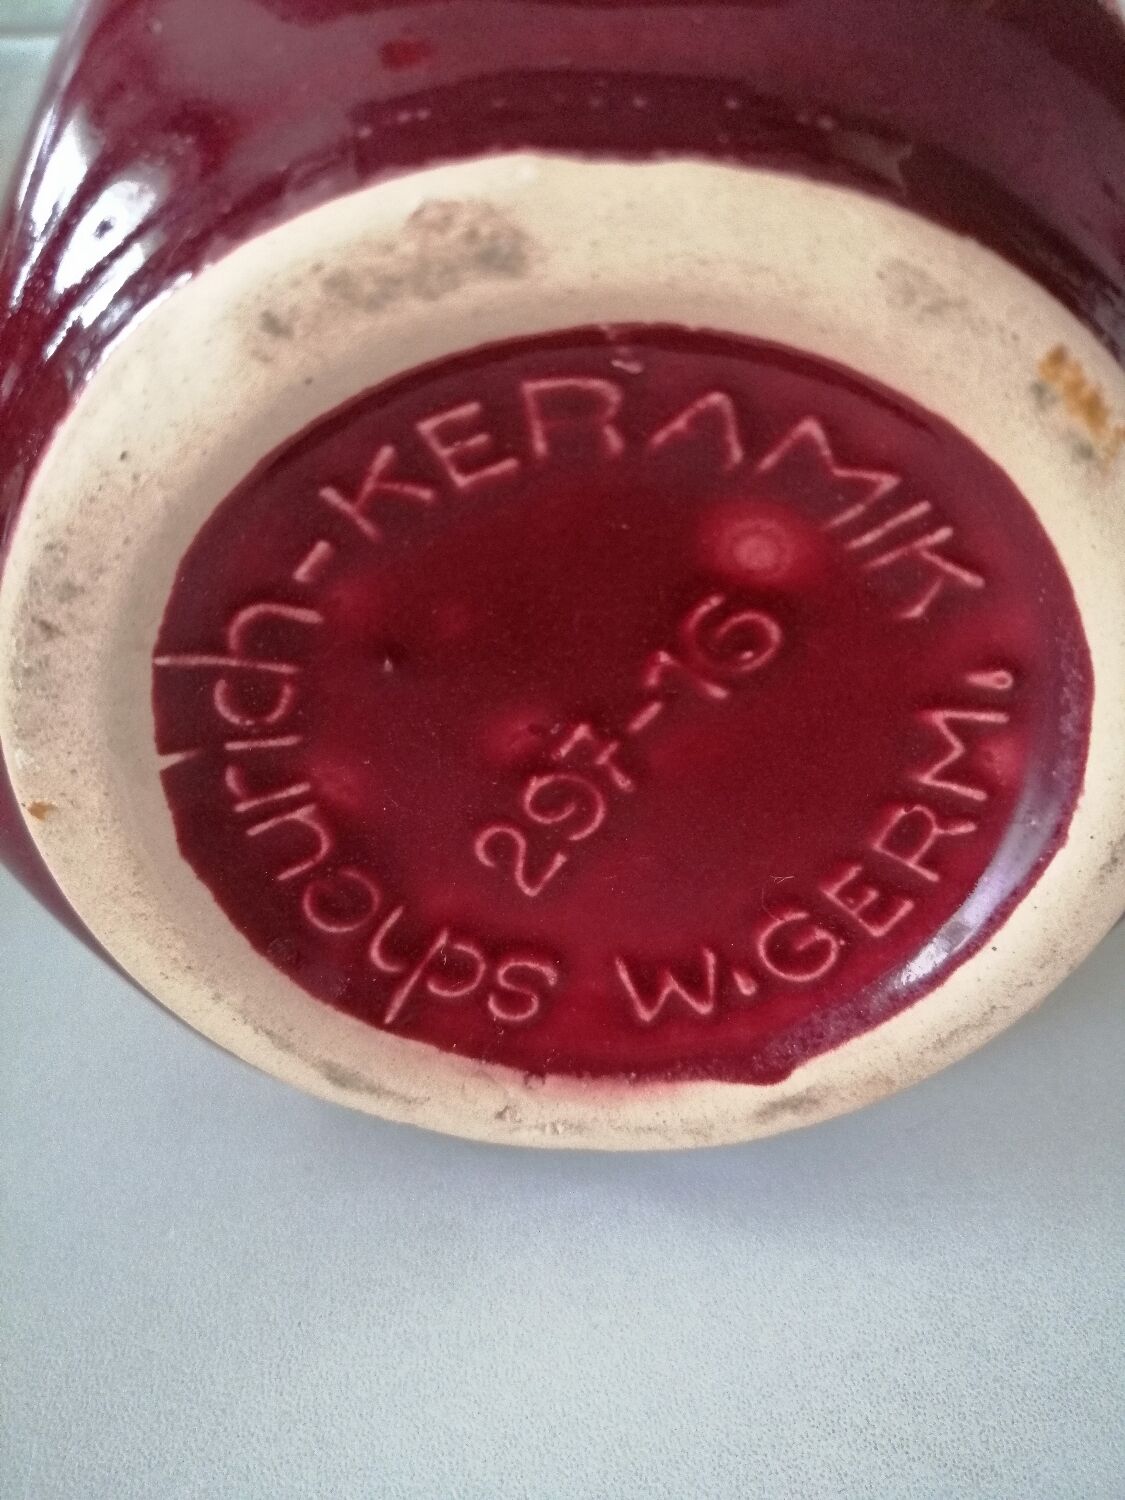 scheurich-KERAMIK
297-16
W.GERM.